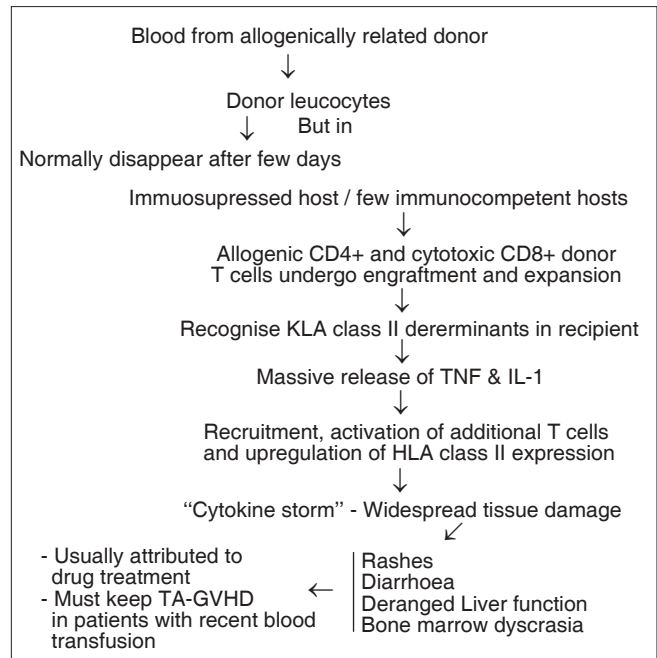 Blood from allogenically related donor
↓
Donor leucocytes
↓ But in
Normally disappear after few days
Immuosupressed host / few immunocompetent hosts
↓
Allogenic CD4+ and cytotoxic CD8+ donor
T cells undergo engraftment and expansion
↓
Recognise KLA class II dererminants in recipient
↓
Massive release of TNF & IL-1
↓
Recruitment, activation of additional T cells
and upregulation of HLA class II expression
↓
“Cytokine storm” - Widespread tissue damage
↙
Rashes
Diarrhoea
Deranged Liver function
Bone marrow dyscrasia
←
- Usually attributed to
drug treatment
- Must keep TA-GVHD
in patients with recent blood
transfusion